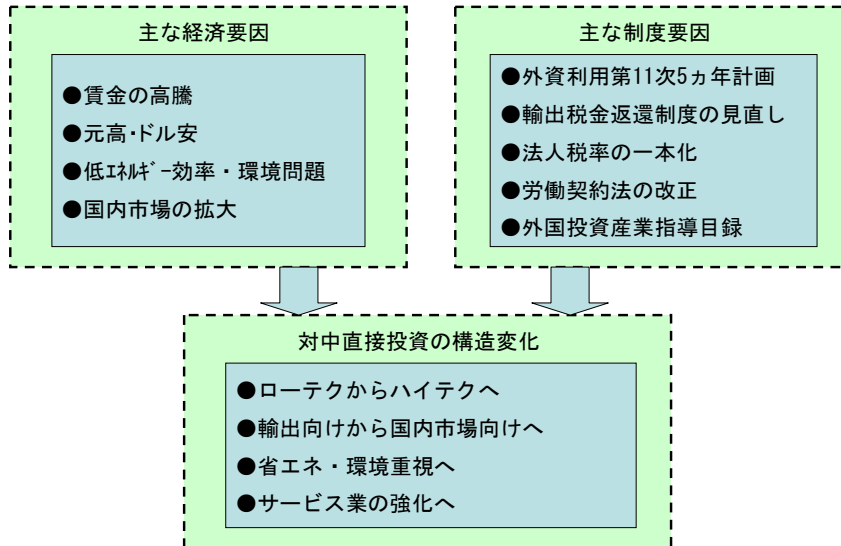 主な経済要因
●賃金の高騰
●元高・ドル安
●低ｴﾈﾙｷﾞｰ効率・環境問題
●国内市場の拡大
主な制度要因
●外資利用第11次5ヵ年計画
●輸出税金返還制度の見直し
●法人税率の一本化
●労働契約法の改正
●外国投資産業指導目録
対中直接投資の構造変化
●ローテクからハイテクへ
●輸出向けから国内市場向けへ
●省エネ・環境重視へ
●サービス業の強化へ